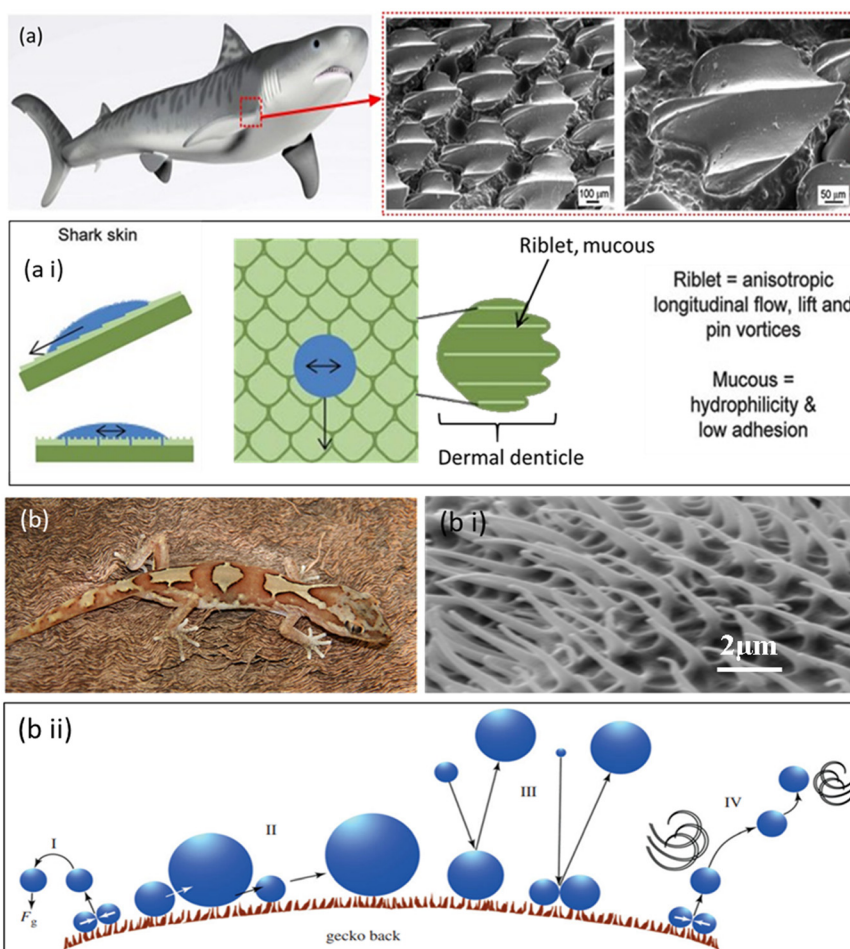 (a)
100 µm
50 µm
Shark skin
(a i)
Riblet, mucous
Dermal denticle
Riblet = anisotropic
longitudinal flow, lift and
pin vortices
Mucous =
hydrophilicity &
low adhesion
(b)
(b i)
2µm
(b ii)
I
II
III
IV
Fg
gecko back